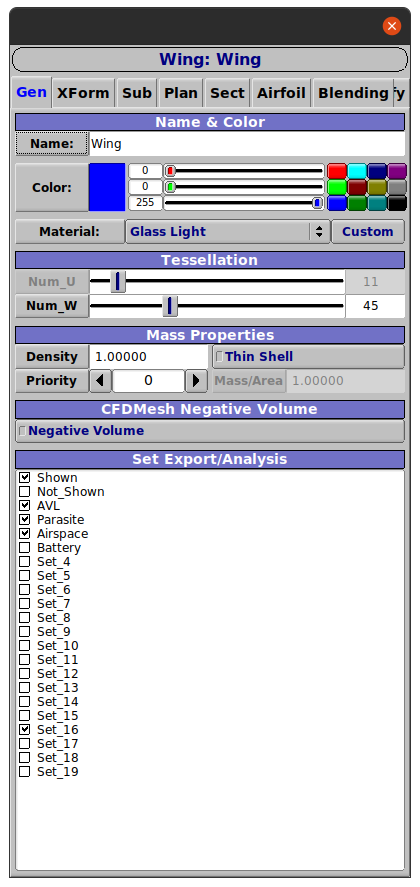 Wing: Wing
Gen XForm Sub Plan Sect Airfoil Blending fy
Name & Color
Name: Wing
Color: 0
0
255
Material: Glass Light Custom
Tessellation
Num_U 11
Num_W 45
Mass Properties
Density 1.00000 Thin Shell
Priority 0 Mass/Area 1.00000
CFDMesh Negative Volume
Negative Volume
Set Export/Analysis
Shown
Not_Shown
AVL
Parasite
Airspace
Battery
Set_4
Set_5
Set_6
Set_7
Set_8
Set_9
Set_10
Set_11
Set_12
Set_13
Set_14
Set_15
Set_16
Set_17
Set_18
Set_19